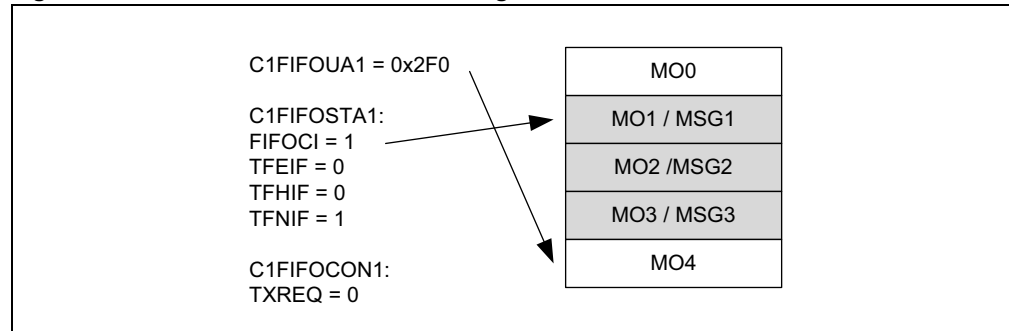 C1FIFOUA1 = 0x2F0
C1FIFOSTA1:
FIFOCI = 1
TFEIF = 0
TFHIF = 0
TFNIF = 1
C1FIFOCON1:
TXREQ = 0
MO0
MO1 / MSG1
MO2 /MSG2
MO3 / MSG3
MO4